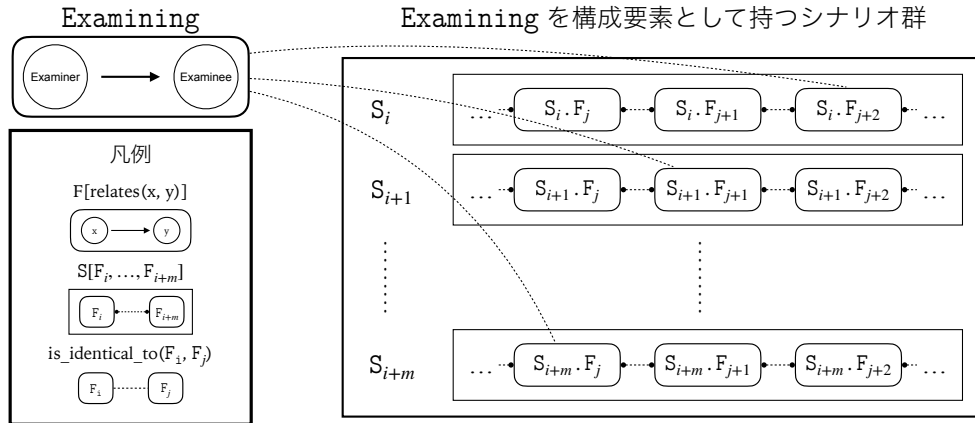 Examining
Examiner
Examinee
凡例
F[relates(x, y)]
x
y
S[F_i, …, F_{i+m}]
F_i
F_{i+m}
is_identical_to(F_i, F_j)
F_i
F_j
Examining を構成要素として持つシナリオ群
S_i … S_i . F_j S_i . F_{j+1} S_i . F_{j+2} …
S_{i+1} … S_{i+1} . F_j S_{i+1} . F_{j+1} S_{i+1} . F_{j+2} …
S_{i+m} … S_{i+m} . F_j S_{i+m} . F_{j+1} S_{i+m} . F_{j+2} …